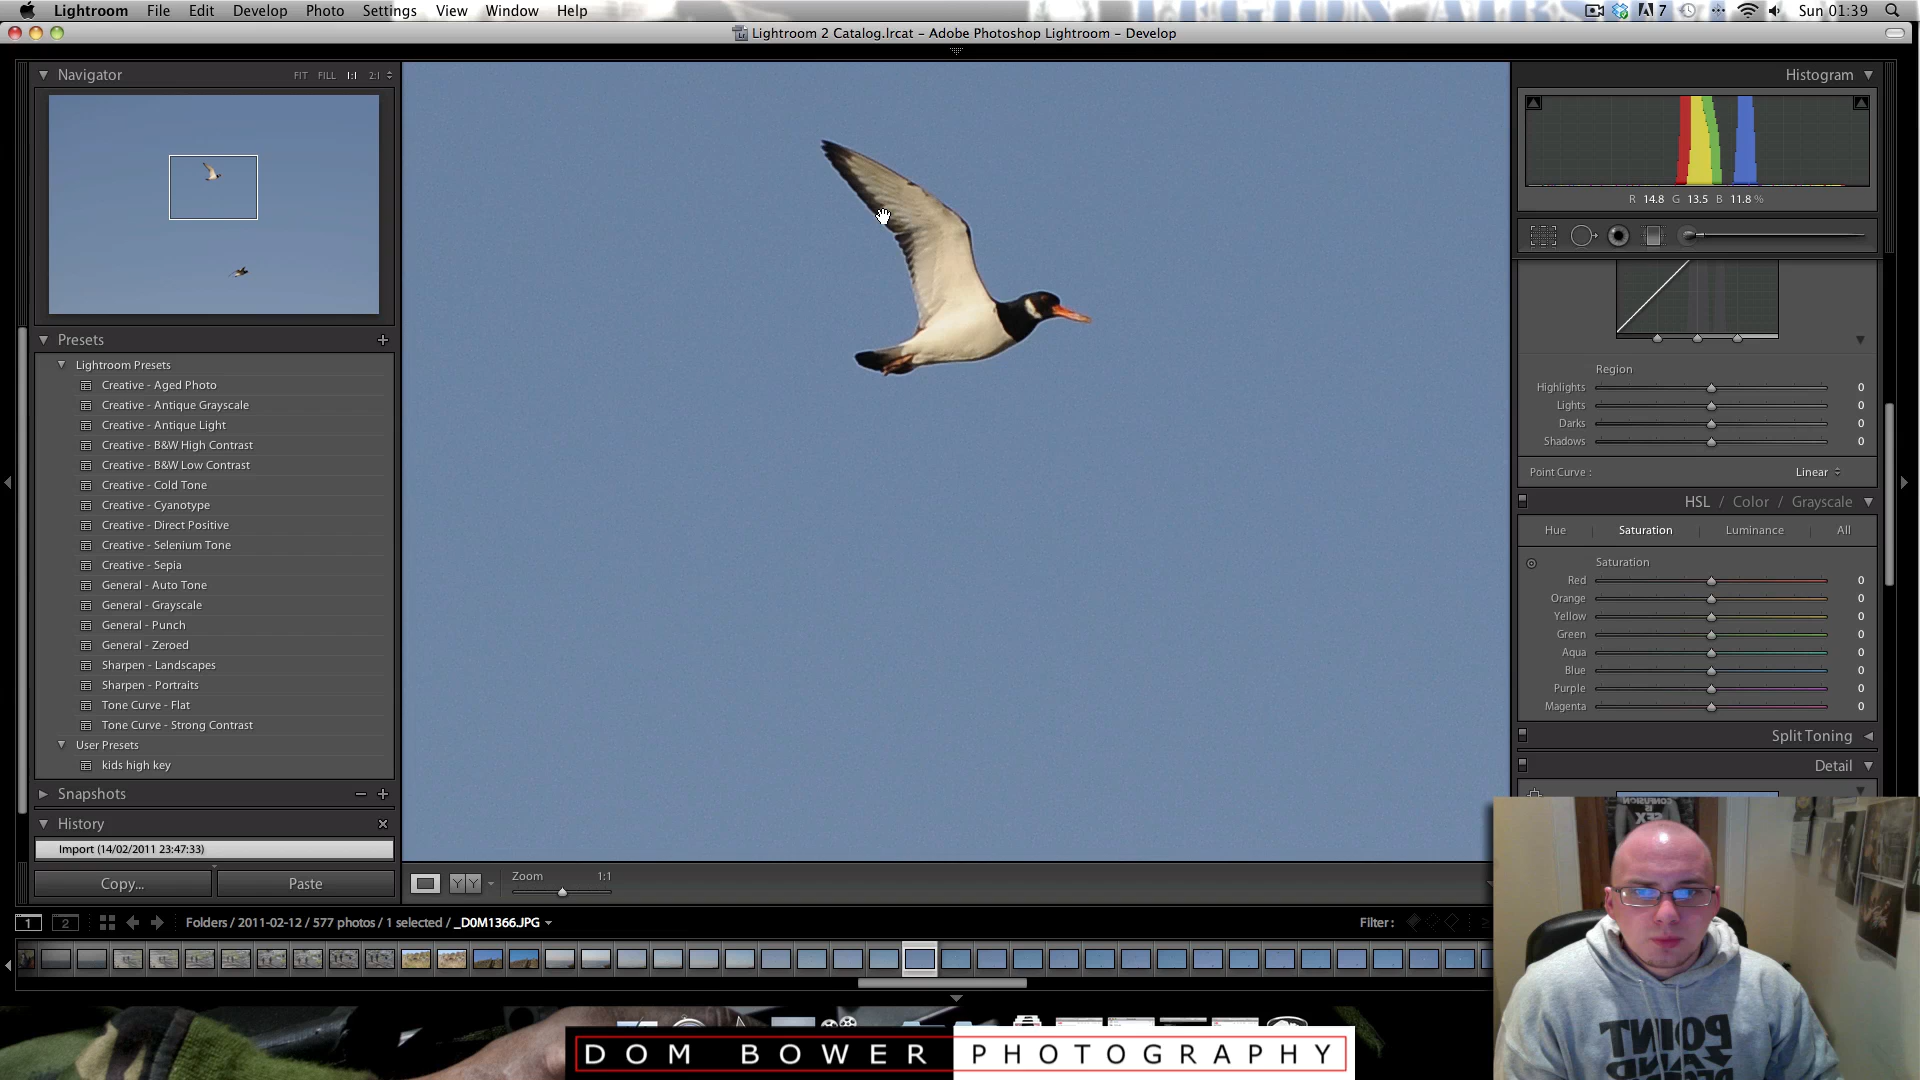 Lightroom File Edit Develop Photo Settings View Window Help 7 Sun 01:39
Lightroom 2 Catalog.lrcat – Adobe Photoshop Lightroom – Develop
Navigator FIT FILL 1:1 2:1
Histogram
R 14.8 G 13.5 B 11.8 %
Presets
Lightroom Presets
Creative - Aged Photo
Creative - Antique Grayscale
Creative - Antique Light
Creative - B&W High Contrast
Creative - B&W Low Contrast
Creative - Cold Tone
Creative - Cyanotype
Creative - Direct Positive
Creative - Selenium Tone
Creative - Sepia
General - Auto Tone
General - Grayscale
General - Punch
General - Zeroed
Sharpen - Landscapes
Sharpen - Portraits
Tone Curve - Flat
Tone Curve - Strong Contrast
User Presets
kids high key
Snapshots
History
Import (14/02/2011 23:47:33)
Copy... Paste
Region
Highlights 0
Lights 0
Darks 0
Shadows 0
Point Curve : Linear
HSL / Color / Grayscale
Hue Saturation Luminance All
Saturation
Red 0
Orange 0
Yellow 0
Green 0
Aqua 0
Blue 0
Purple 0
Magenta 0
Split Toning
Detail
YY Zoom 1:1
1 2 Folders / 2011-02-12 / 577 photos / 1 selected / _D0M1366.JPG Filter :
CONFUSION
IS
SEX
POINT
DOM BOWER PHOTOGRAPHY